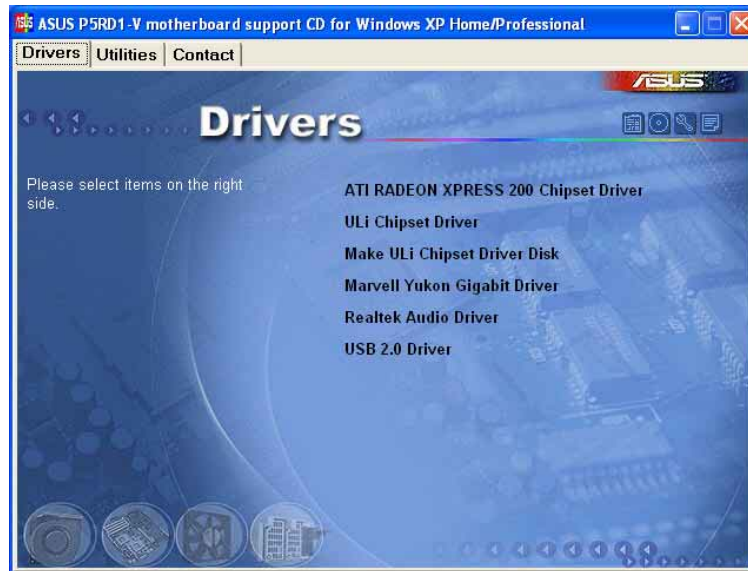 ASUS P5RD1-V motherboard support CD for Windows XP Home/Professional
Drivers Utilities Contact
ASUS
Drivers
Please select items on the right
side.
ATI RADEON XPRESS 200 Chipset Driver
ULi Chipset Driver
Make ULi Chipset Driver Disk
Marvell Yukon Gigabit Driver
Realtek Audio Driver
USB 2.0 Driver